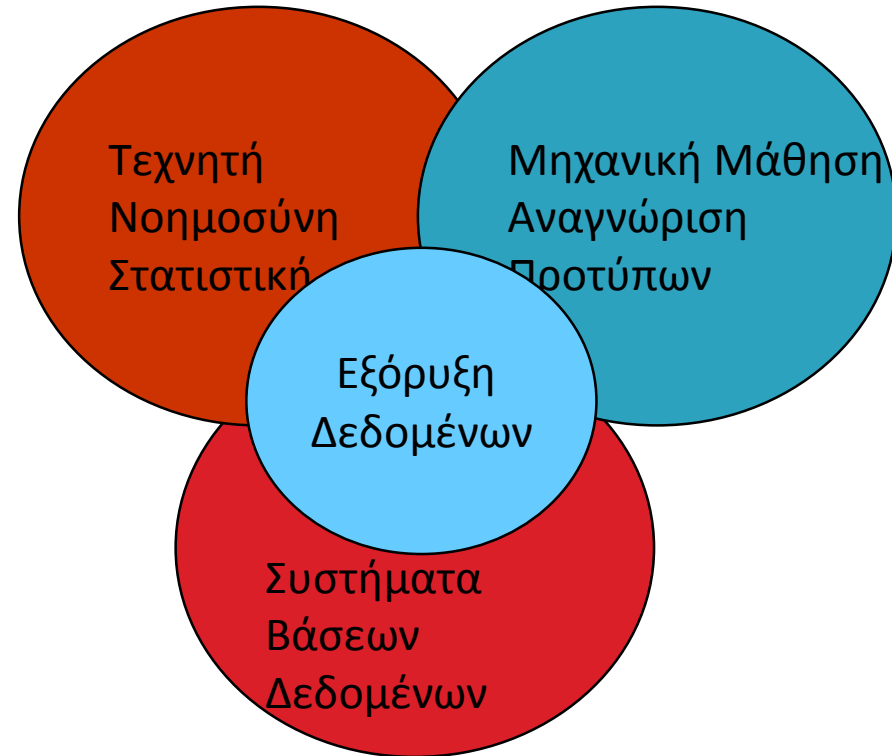 Τεχνητή
Νοημοσύνη
Στατιστική
Μηχανική Μάθηση
Αναγνώριση
Προτύπων
Εξόρυξη
Δεδομένων
Συστήματα
Βάσεων
Δεδομένων